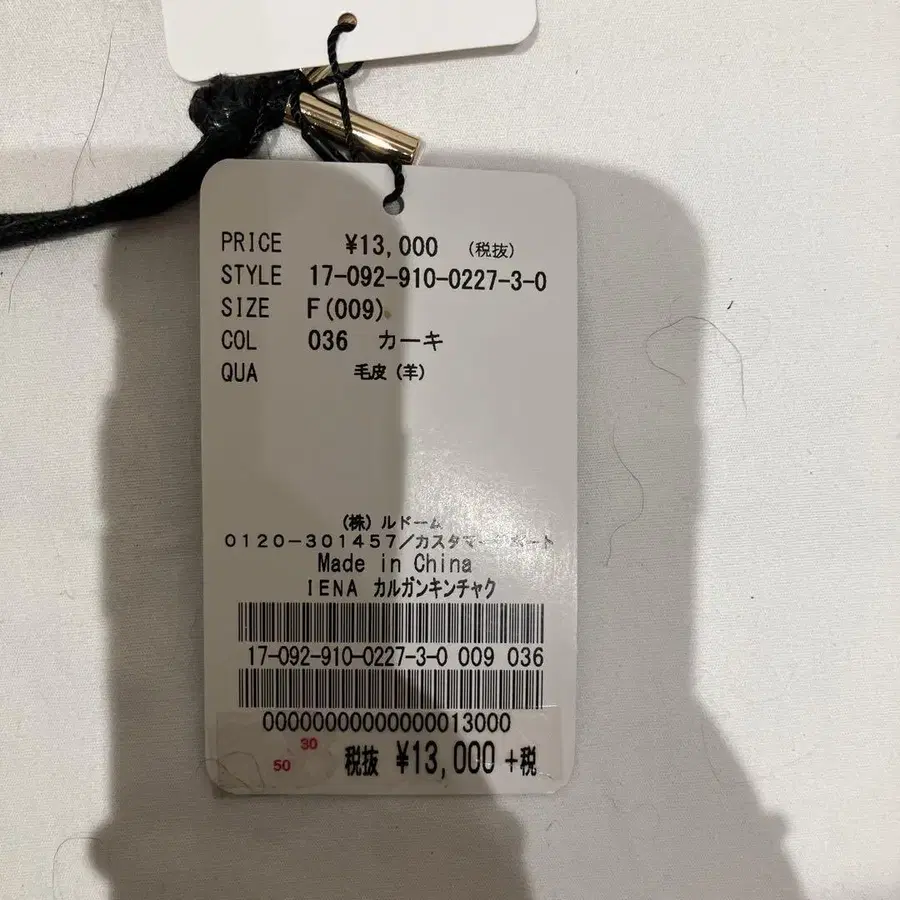 PRICE ¥13,000 (税抜)
STYLE 17-092-910-0227-3-0
SIZE F(009)
COL 036 カーキ
QUA 毛皮(羊)
(株)ルドーム
0120-301457/カスタマーサポート
Made in China
IENA カルガンキンチャク
17-092-910-0227-3-0 009 036
00000000000000013000
30
50 税抜 ¥13,000 +税